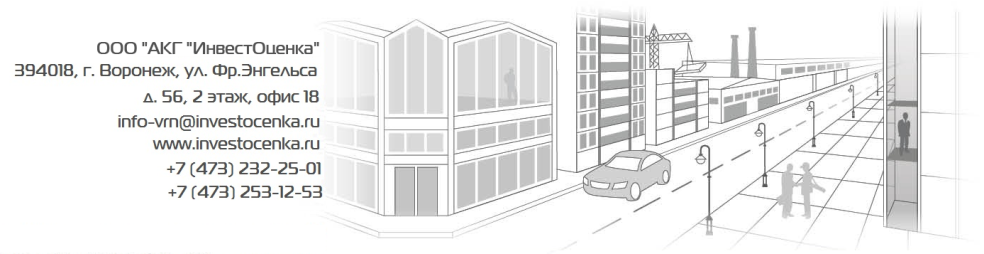 ООО "АКГ "ИнвестОценка"
394018, г. Воронеж, ул. Фр.Энгельса
д. 56, 2 этаж, офис 18
info-vrn@investocenka.ru
www.investocenka.ru
+7 (473) 232-25-01
+7 (473) 253-12-53